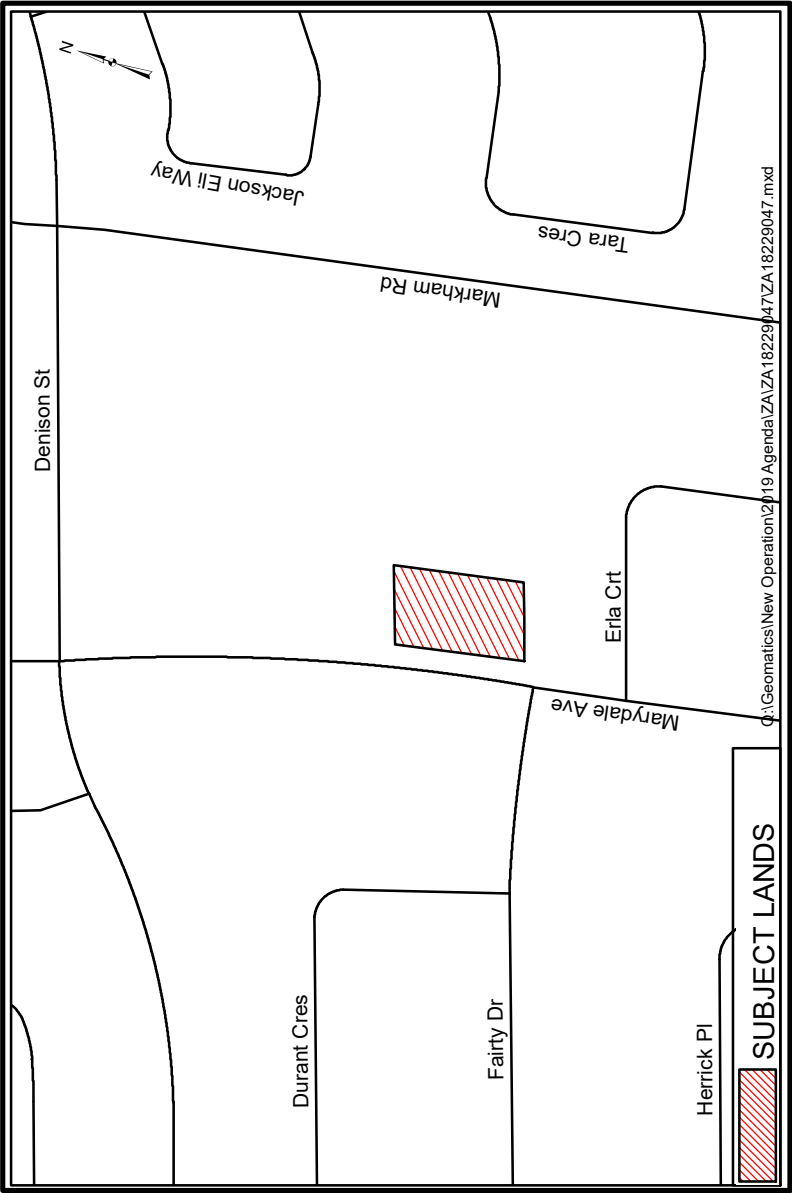 N
Jackson Eli Way
Tara Cres
Markham Rd
Denison St
Erla Crt
Marydale Ave
Durant Cres
Fairty Dr
Herrick Pl
SUBJECT LANDS
Q:\Geomatics\New Operation\2019 Agenda\ZA\ZA18229047\ZA18229047.mxd